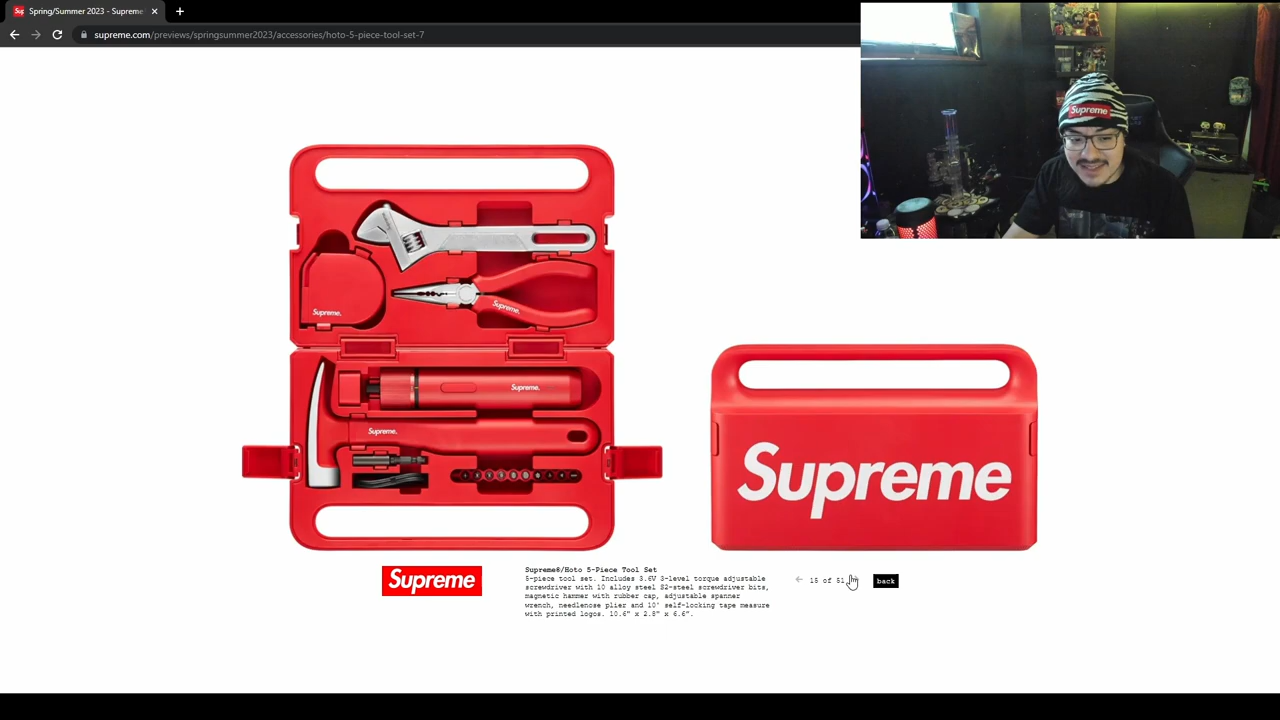 Spring/Summer 2023 - Supreme
supreme.com/previews/springsummer2023/accessories/hoto-5-piece-tool-set-7
Supreme
Supreme.
Supreme.
Supreme.
Supreme.
Supreme
Supreme
Supreme®/Hoto 5-Piece Tool Set
5-piece tool set. Includes 3.6V 3-level torque adjustable
screwdriver with 10 alloy steel S2-steel screwdriver bits,
magnetic hammer with rubber cap, adjustable spanner
wrench, needlenose plier and 10' self-locking tape measure
with printed logos. 10.6" x 2.8" x 6.6".
15 of 51
back